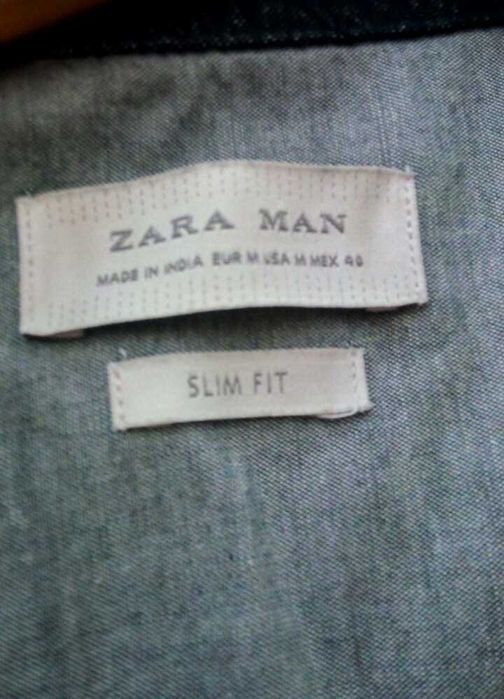 ZARA MAN
MADE IN INDIA EUR M USA M MEX 40
SLIM FIT